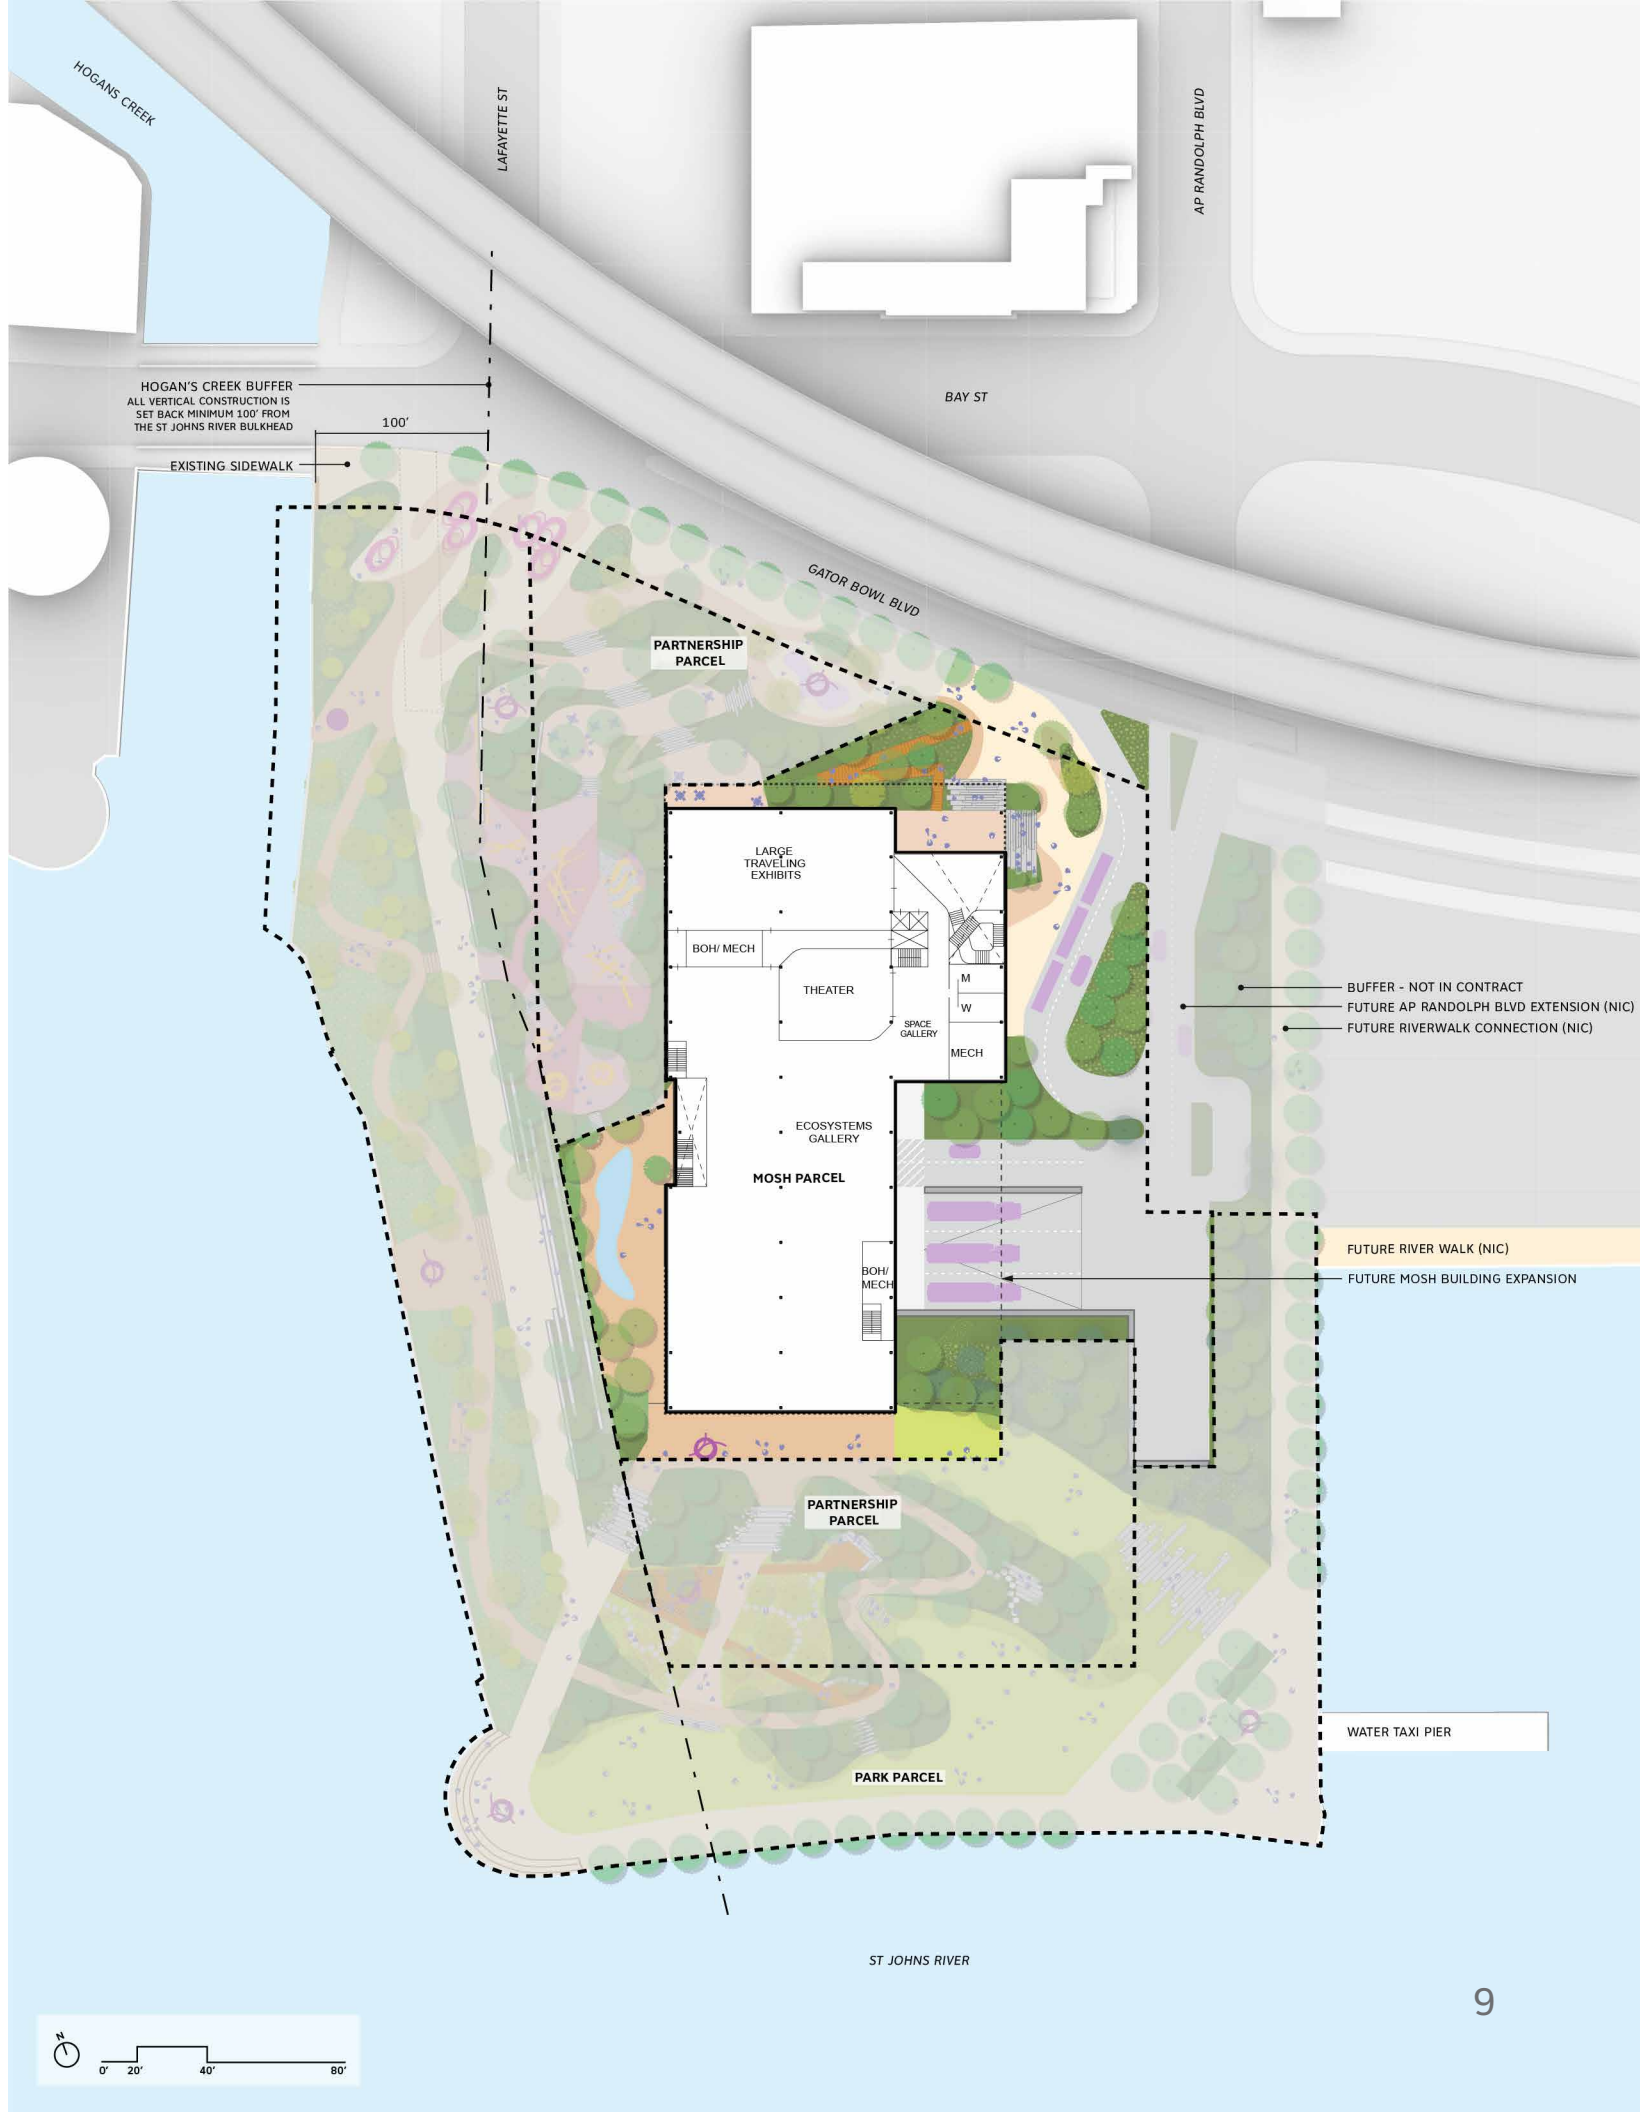 HOGANS CREEK
LAFAYETTE ST
AP RANDOLPH BLVD
HOGAN'S CREEK BUFFER
ALL VERTICAL CONSTRUCTION IS
SET BACK MINIMUM 100' FROM
THE ST JOHNS RIVER BULKHEAD
BAY ST
100'
EXISTING SIDEWALK
GATOR BOWL BLVD
PARTNERSHIP
PARCEL
LARGE
TRAVELING
EXHIBITS
BOH/ MECH
THEATER
M
W
SPACE
GALLERY
MECH
BUFFER - NOT IN CONTRACT
FUTURE AP RANDOLPH BLVD EXTENSION (NIC)
FUTURE RIVERWALK CONNECTION (NIC)
ECOSYSTEMS
GALLERY
MOSH PARCEL
BOH/
MECH
FUTURE RIVER WALK (NIC)
FUTURE MOSH BUILDING EXPANSION
PARTNERSHIP
PARCEL
WATER TAXI PIER
PARK PARCEL
ST JOHNS RIVER
9
N
0' 20' 40' 80'